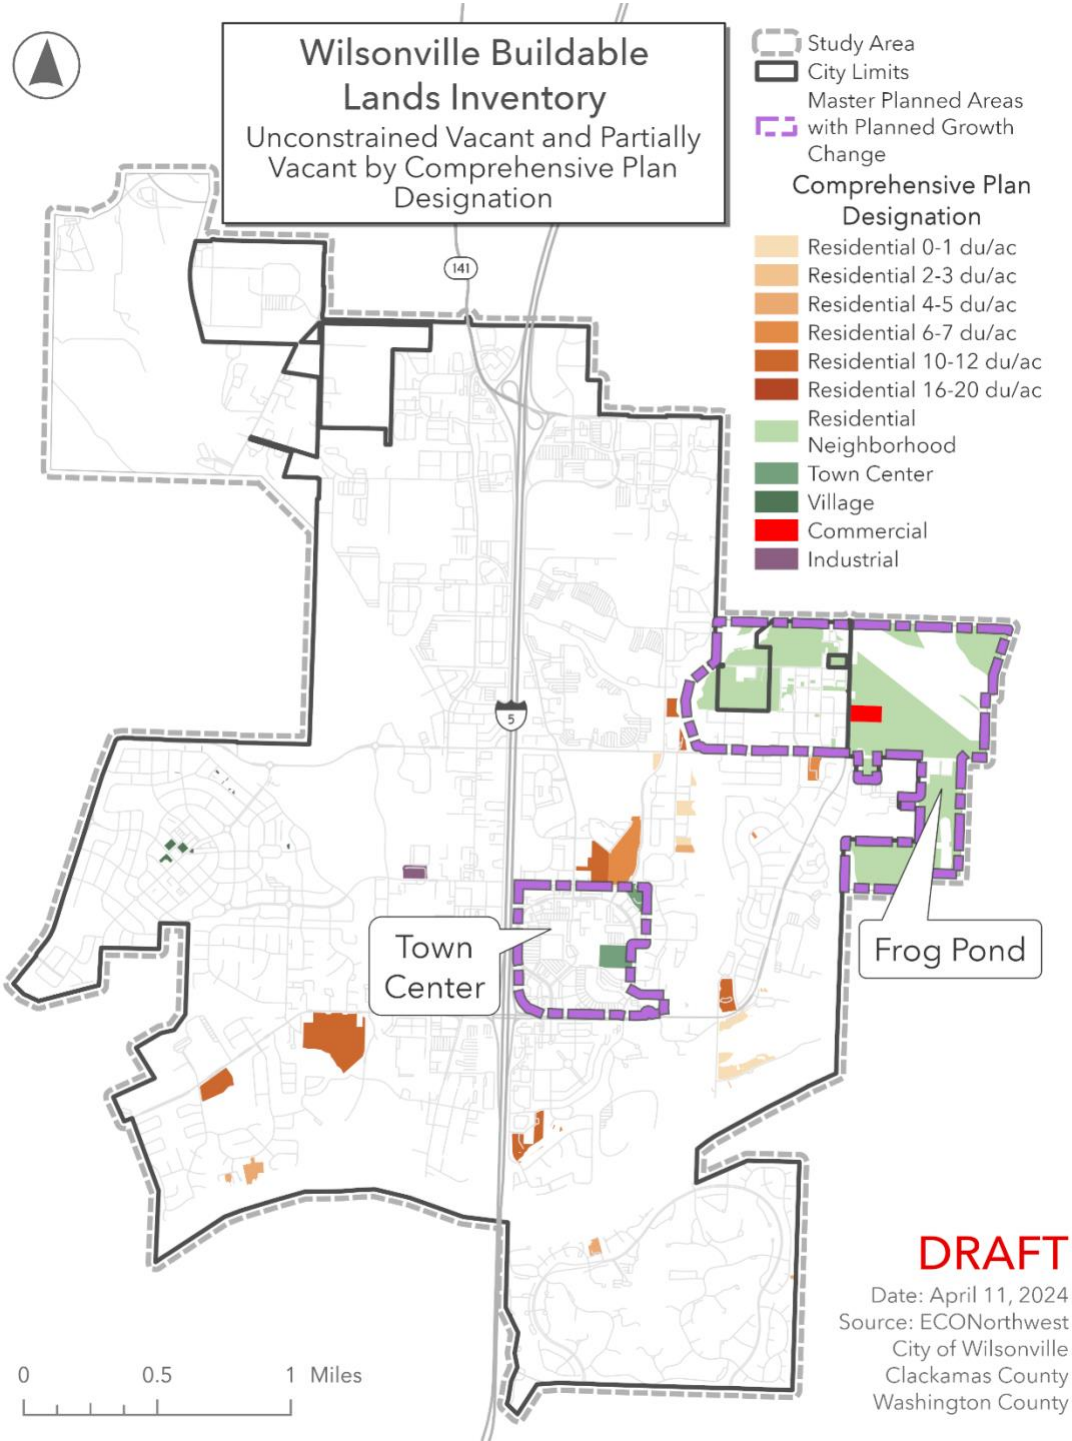 Wilsonville Buildable
Lands Inventory
Unconstrained Vacant and Partially
Vacant by Comprehensive Plan
Designation
Study Area
City Limits
Master Planned Areas
with Planned Growth
Change
Comprehensive Plan
Designation
Residential 0-1 du/ac
Residential 2-3 du/ac
Residential 4-5 du/ac
Residential 6-7 du/ac
Residential 10-12 du/ac
Residential 16-20 du/ac
Residential
Neighborhood
Town Center
Village
Commercial
Industrial
141
5
Town
Center
Frog Pond
DRAFT
Date: April 11, 2024
Source: ECONorthwest
City of Wilsonville
Clackamas County
Washington County
0 0.5 1 Miles